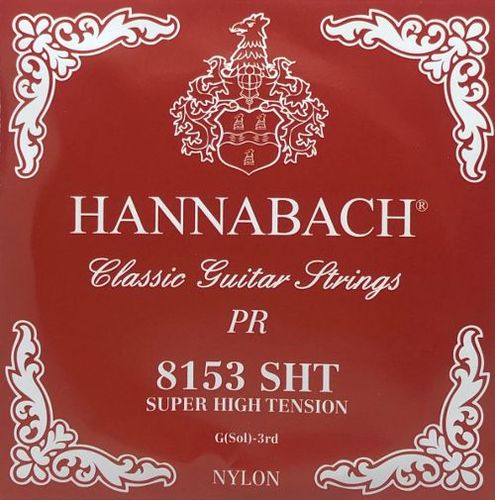 HANNABACH®
Classic Guitar Strings
PR
8153 SHT
SUPER HIGH TENSION
G(Sol)-3rd
NYLON